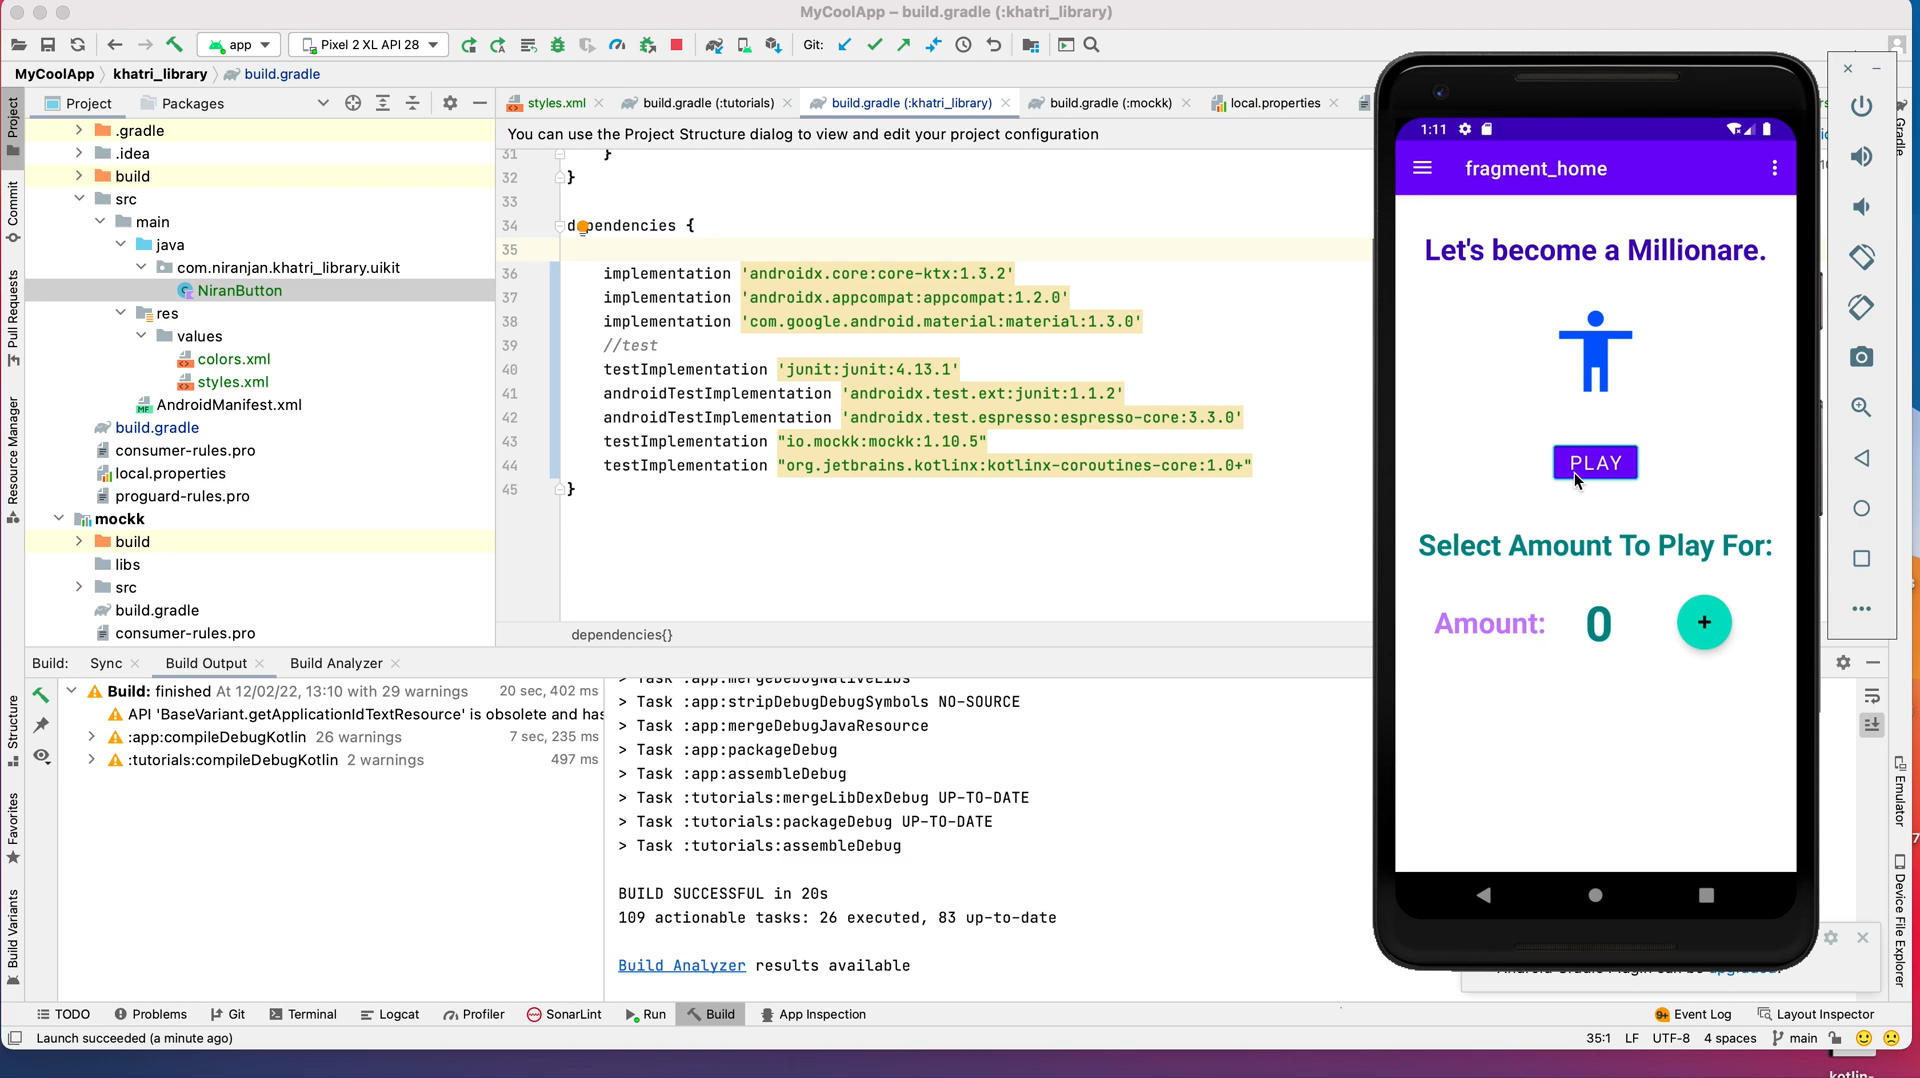 MyCoolApp – build.gradle (:khatri_library)
app
Pixel 2 XL API 28
Git:
MyCoolApp
khatri_library
build.gradle
Project
Packages
styles.xml
build.gradle (:tutorials)
build.gradle (:khatri_library)
build.gradle (:mockk)
local.properties
You can use the Project Structure dialog to view and edit your project configuration
Project
Commit
Pull Requests
Resource Manager
Structure
Favorites
Build Variants
.gradle
.idea
build
src
main
java
com.niranjan.khatri_library.uikit
NiranButton
res
values
colors.xml
styles.xml
AndroidManifest.xml
build.gradle
consumer-rules.pro
local.properties
proguard-rules.pro
mockk
build
libs
src
build.gradle
consumer-rules.pro
31 }
32 }
33
34 dependencies {
35
36 implementation 'androidx.core:core-ktx:1.3.2'
37 implementation 'androidx.appcompat:appcompat:1.2.0'
38 implementation 'com.google.android.material:material:1.3.0'
39 //test
40 testImplementation 'junit:junit:4.13.1'
41 androidTestImplementation 'androidx.test.ext:junit:1.1.2'
42 androidTestImplementation 'androidx.test.espresso:espresso-core:3.3.0'
43 testImplementation "io.mockk:mockk:1.10.5"
44 testImplementation "org.jetbrains.kotlinx:kotlinx-coroutines-core:1.0+"
45 }
dependencies{}
1:11
fragment_home
Let's become a Millionare.
PLAY
Select Amount To Play For:
Amount: 0 +
Gradle
Emulator
Device File Explorer
Build:
Sync
Build Output
Build Analyzer
Build: finished At 12/02/22, 13:10 with 29 warnings 20 sec, 402 ms
API 'BaseVariant.getApplicationIdTextResource' is obsolete and has
:app:compileDebugKotlin 26 warnings 7 sec, 235 ms
:tutorials:compileDebugKotlin 2 warnings 497 ms
> Task :app:mergeDebugNativeLibs
> Task :app:stripDebugDebugSymbols NO-SOURCE
> Task :app:mergeDebugJavaResource
> Task :app:packageDebug
> Task :app:assembleDebug
> Task :tutorials:mergeLibDexDebug UP-TO-DATE
> Task :tutorials:packageDebug UP-TO-DATE
> Task :tutorials:assembleDebug
BUILD SUCCESSFUL in 20s
109 actionable tasks: 26 executed, 83 up-to-date
Build Analyzer results available
TODO
Problems
Git
Terminal
Logcat
Profiler
SonarLint
Run
Build
App Inspection
Event Log
Layout Inspector
Launch succeeded (a minute ago)
35:1
LF
UTF-8
4 spaces
main
kotlin-